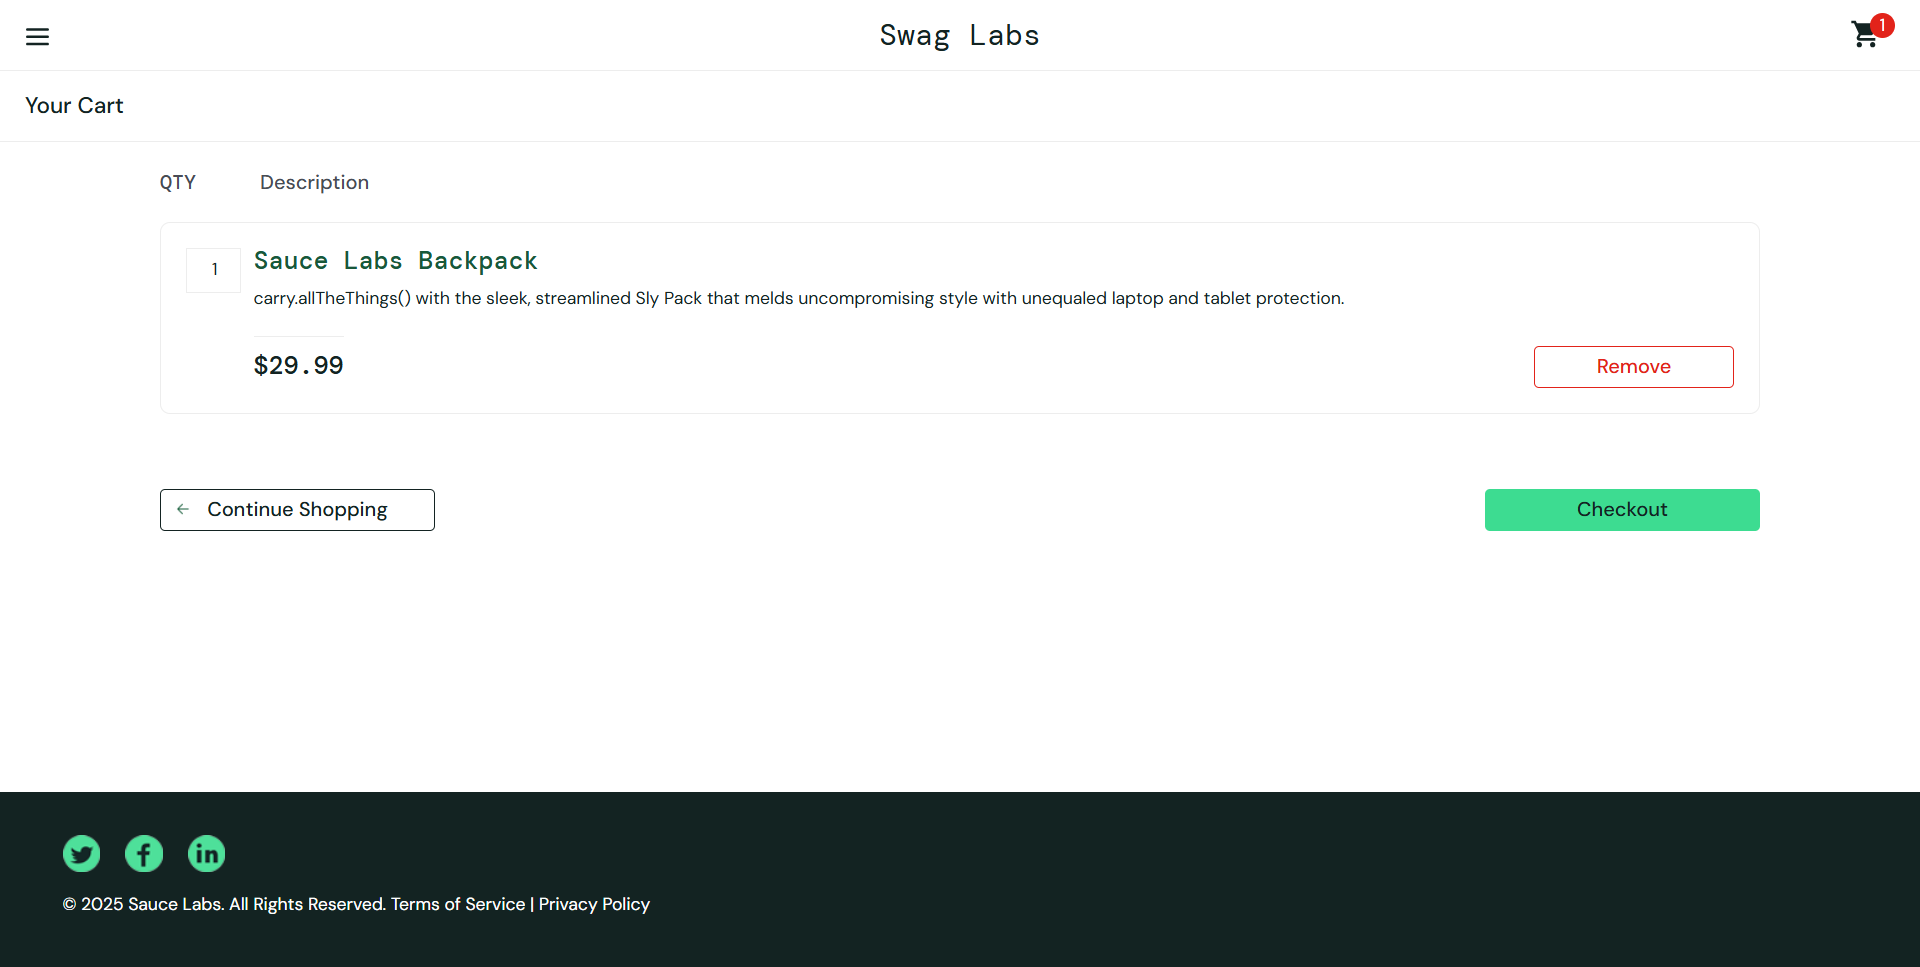 Swag Labs
1
Your Cart
QTY Description
1
Sauce Labs Backpack
carry.allTheThings() with the sleek, streamlined Sly Pack that melds uncompromising style with unequaled laptop and tablet protection.
$29.99
Remove
Continue Shopping
Checkout
© 2025 Sauce Labs. All Rights Reserved. Terms of Service | Privacy Policy